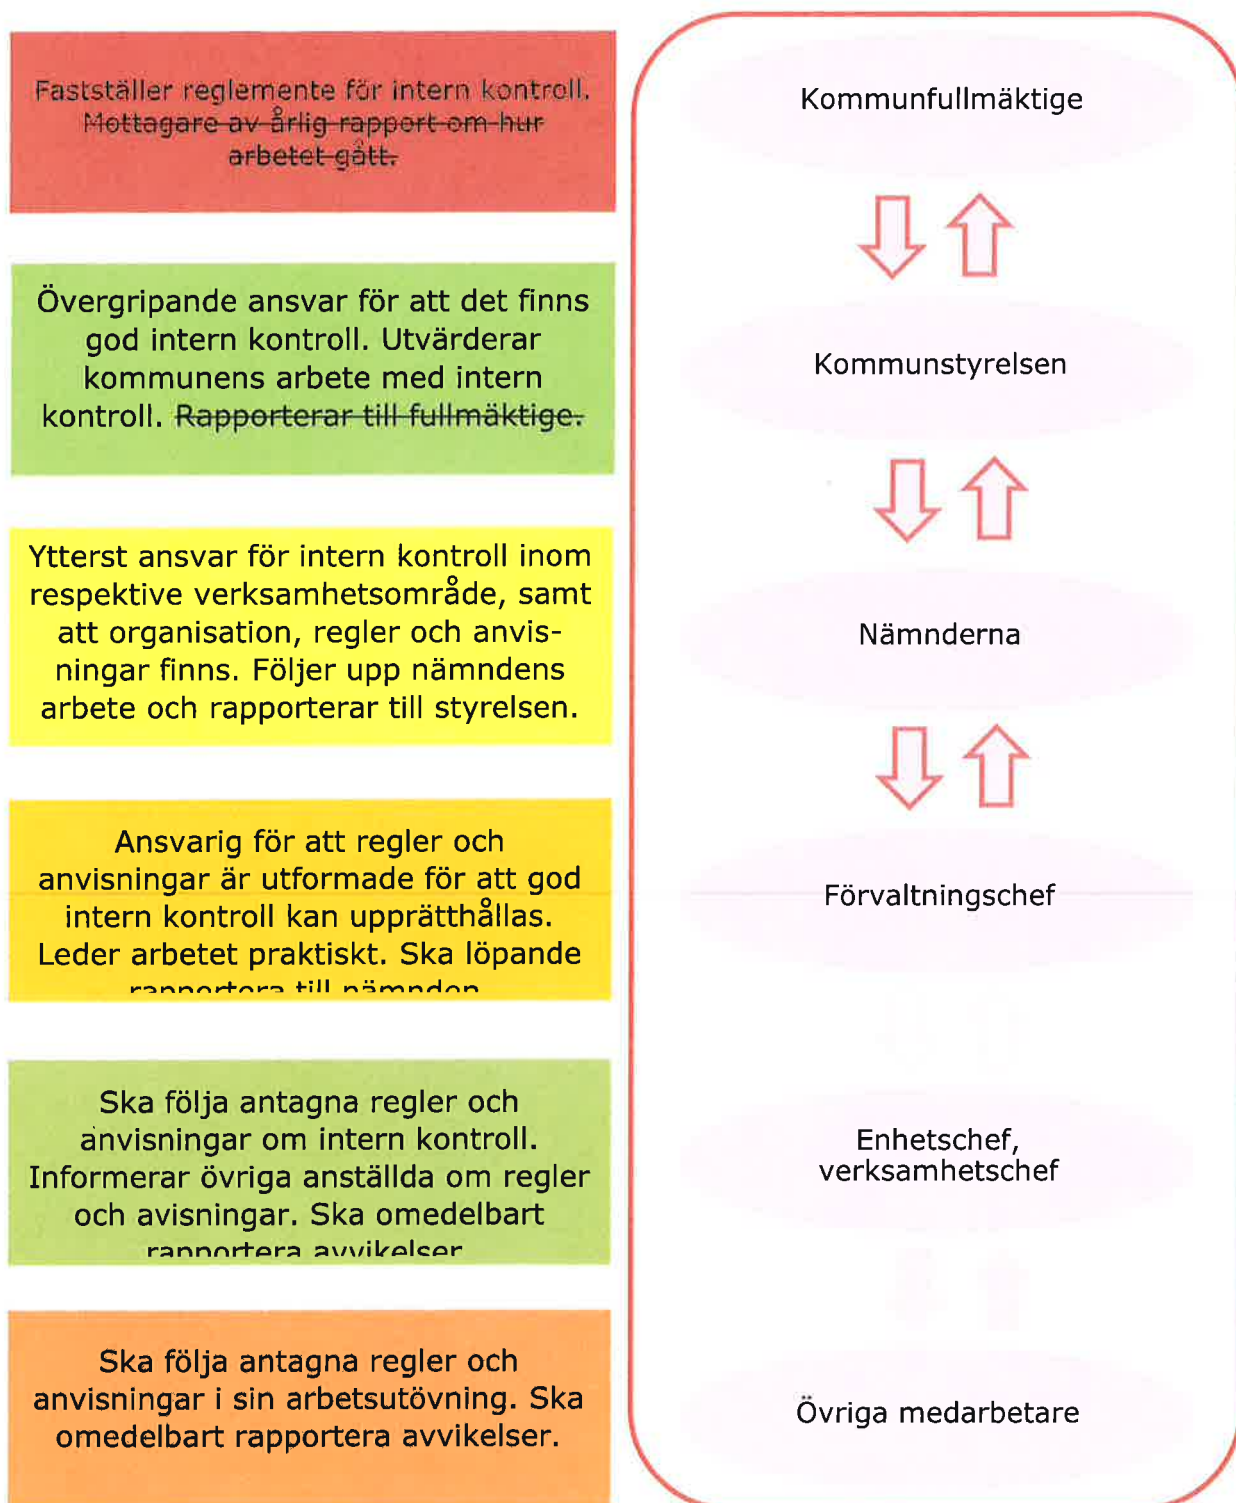 Fastställer reglemente för intern kontroll.
Mottagare av årlig rapport om hur
arbetet gått.
Kommunfullmäktige
Övergripande ansvar för att det finns
god intern kontroll. Utvärderar
kommunens arbete med intern
kontroll. Rapporterar till fullmäktige.
Kommunstyrelsen
Ytterst ansvar för intern kontroll inom
respektive verksamhetsområde, samt
att organisation, regler och anvis-
ningar finns. Följer upp nämndens
arbete och rapporterar till styrelsen.
Nämnderna
Ansvarig för att regler och
anvisningar är utformade för att god
intern kontroll kan upprätthållas.
Leder arbetet praktiskt. Ska löpande
rapportera till nämnden
Förvaltningschef
Ska följa antagna regler och
anvisningar om intern kontroll.
Informerar övriga anställda om regler
och avisningar. Ska omedelbart
rapportera avvikelser
Enhetschef,
verksamhetschef
Ska följa antagna regler och
anvisningar i sin arbetsutövning. Ska
omedelbart rapportera avvikelser.
Övriga medarbetare